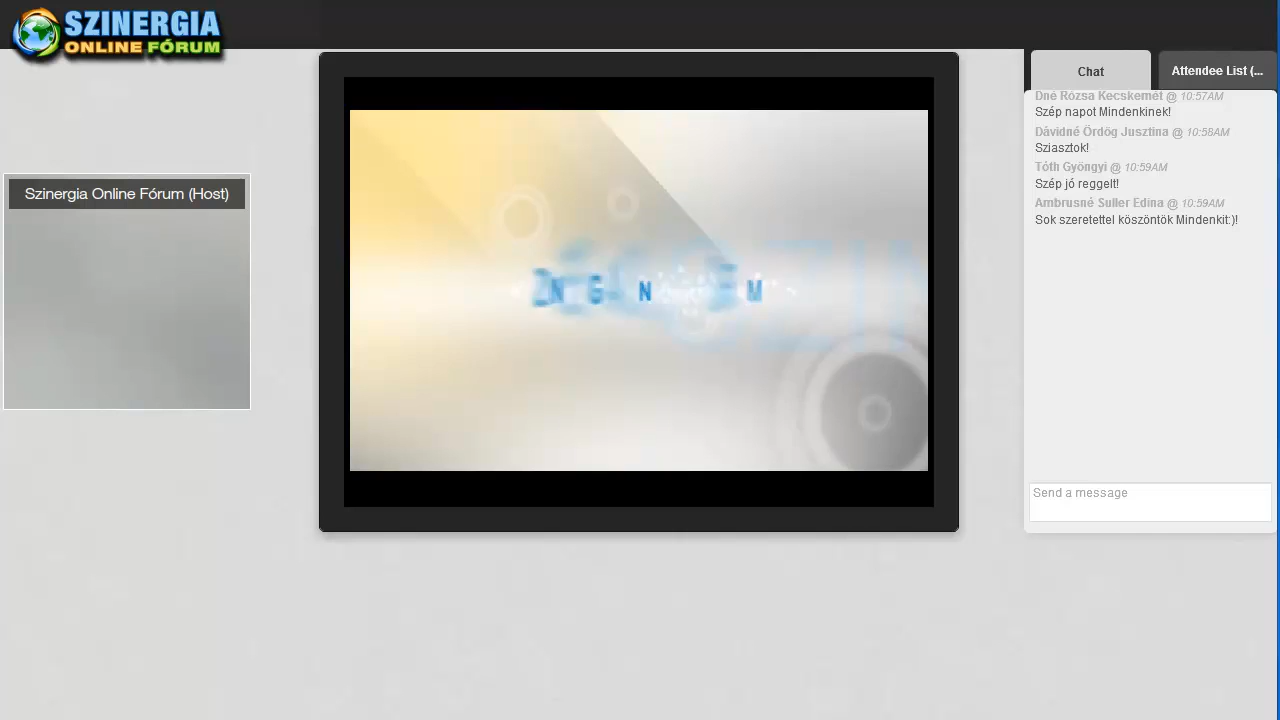 SZINERGIA
ONLINE FÓRUM
Szinergia Online Fórum (Host)
Chat
Attendee List (...
Dné Rózsa Kecskemét @ 10:57AM
Szép napot Mindenkinek!
Dávidné Ördög Jusztina @ 10:58AM
Sziasztok!
Tóth Gyöngyi @ 10:59AM
Szép jó reggelt!
Ambrusné Suller Edina @ 10:59AM
Sok szeretettel köszöntök Mindenkit:)!
Send a message